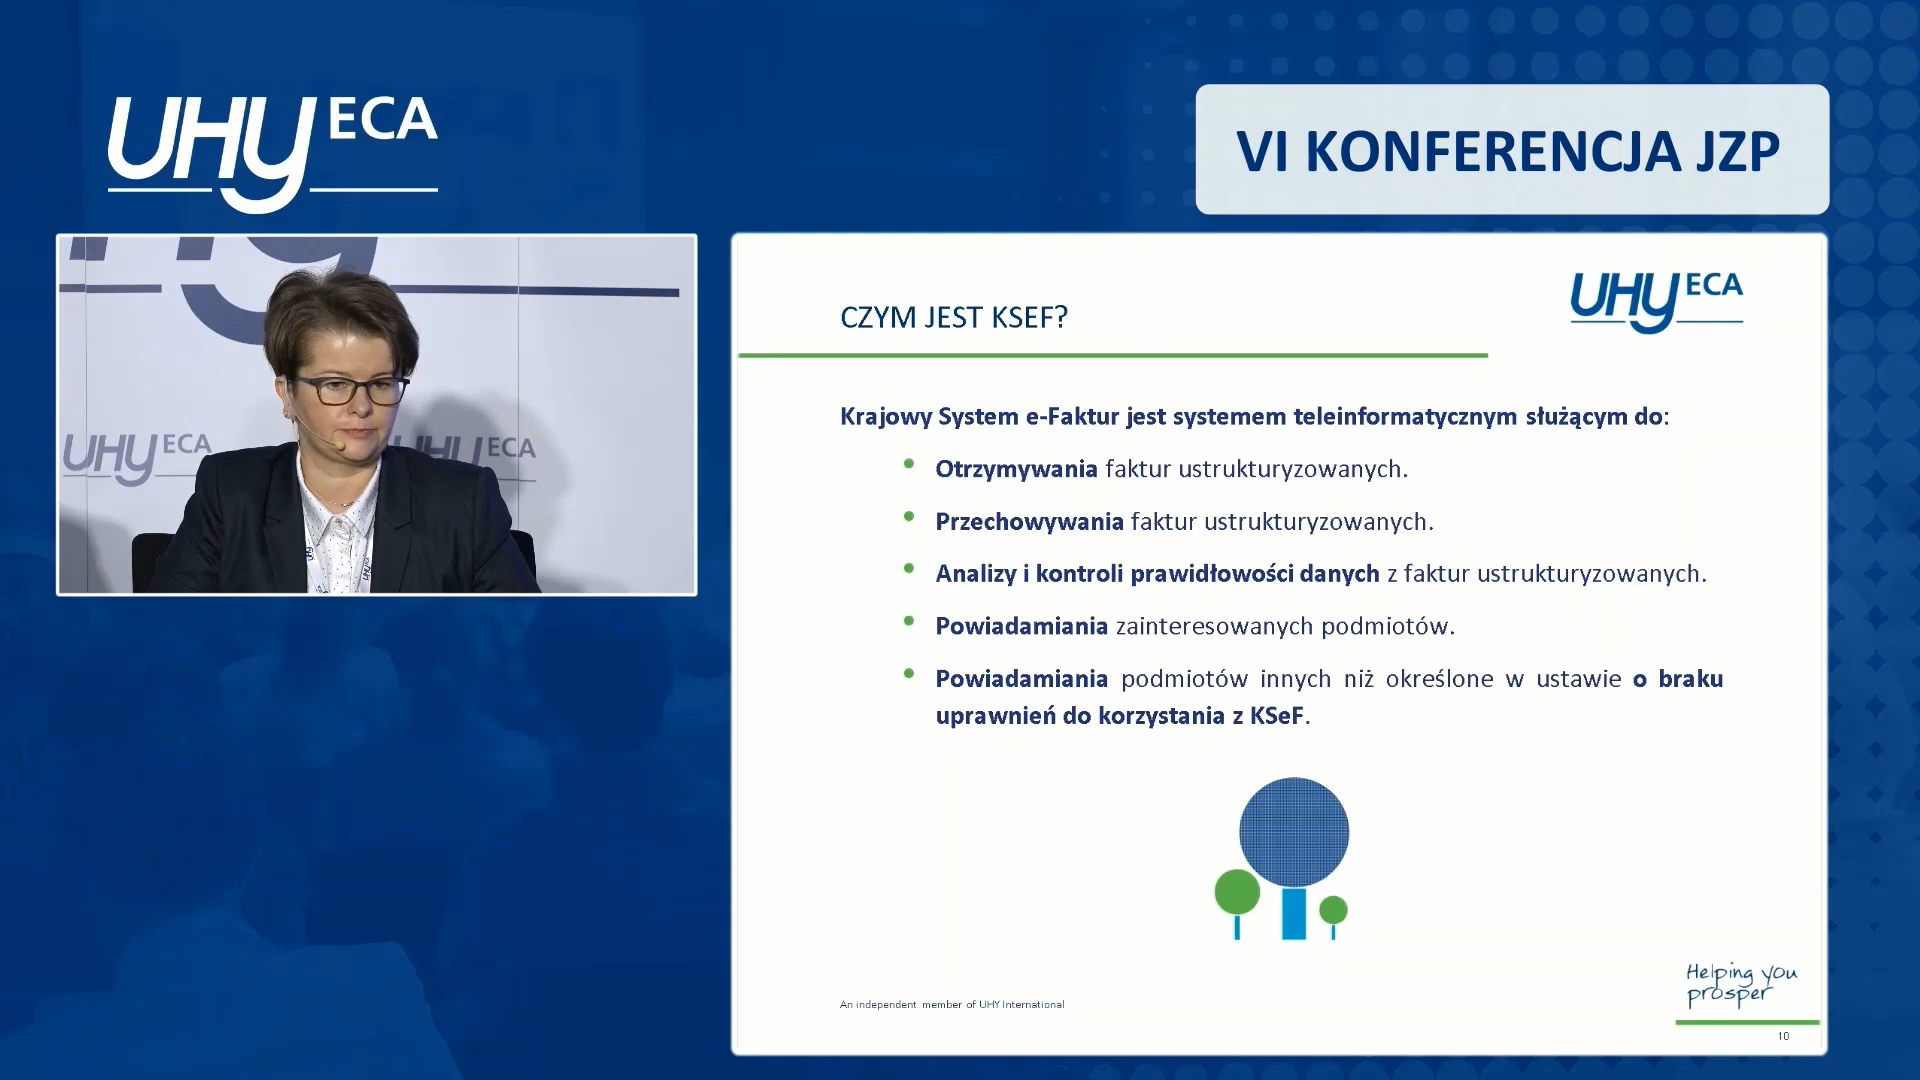 UHY ECA
VI KONFERENCJA JZP
UHY ECA
UHY ECA
CZYM JEST KSEF?
UHY ECA
Krajowy System e-Faktur jest systemem teleinformatycznym służącym do:
• Otrzymywania faktur ustrukturyzowanych.
• Przechowywania faktur ustrukturyzowanych.
• Analizy i kontroli prawidłowości danych z faktur ustrukturyzowanych.
• Powiadamiania zainteresowanych podmiotów.
• Powiadamiania podmiotów innych niż określone w ustawie o braku
uprawnień do korzystania z KSeF.
Helping you
prosper
An independent member of UHY International
10